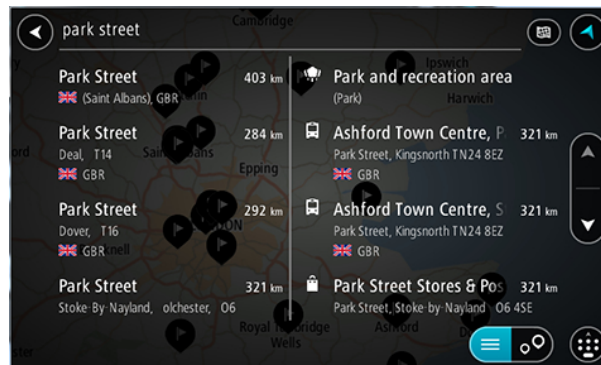 park street
Cambridge
Ipswich
Harwich
Epping
Park Street
403 km
(Saint Albans), GBR
Park Street
284 km
Deal, T14
GBR
Park Street
292 km
Dover, T16
GBR
Park Street
321 km
Stoke-By-Nayland, olchester, O6
Park and recreation area
(Park)
Ashford Town Centre, P
321 km
Park Street, Kingsnorth TN24 8EZ
GBR
Ashford Town Centre, S
321 km
Park Street, Kingsnorth TN24 8EZ
GBR
Park Street Stores & Pos
321 km
Park Street, Stoke-by-Nayland O6 4SE
Ashford
Wells